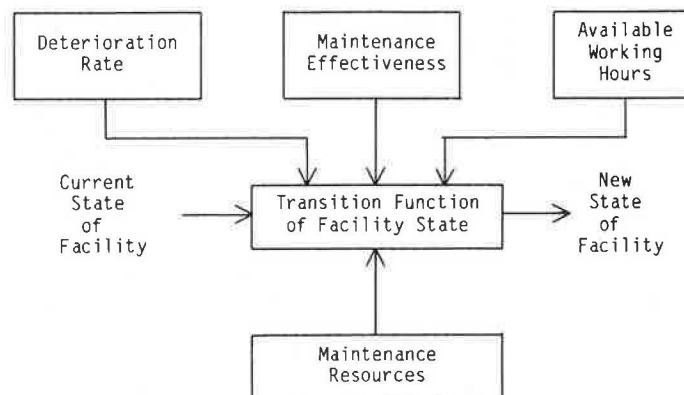 Deterioration
Rate
Maintenance
Effectiveness
Available
Working
Hours
Current
State
of
Facility
Transition Function
of Facility State
New
State
of
Facility
Maintenance
Resources